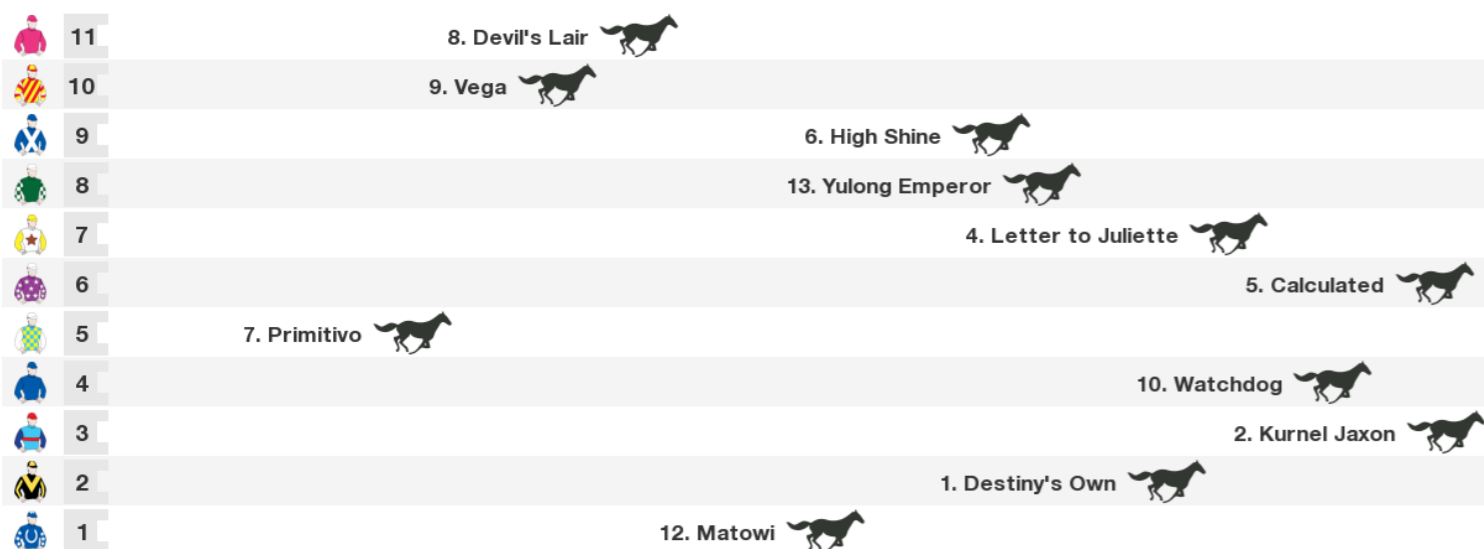 11 8. Devil's Lair
10 9. Vega
9 6. High Shine
8 13. Yulong Emperor
7 4. Letter to Juliette
6 5. Calculated
5 7. Primitivo
4 10. Watchdog
3 2. Kurnel Jaxon
2 1. Destiny's Own
1 12. Matowi